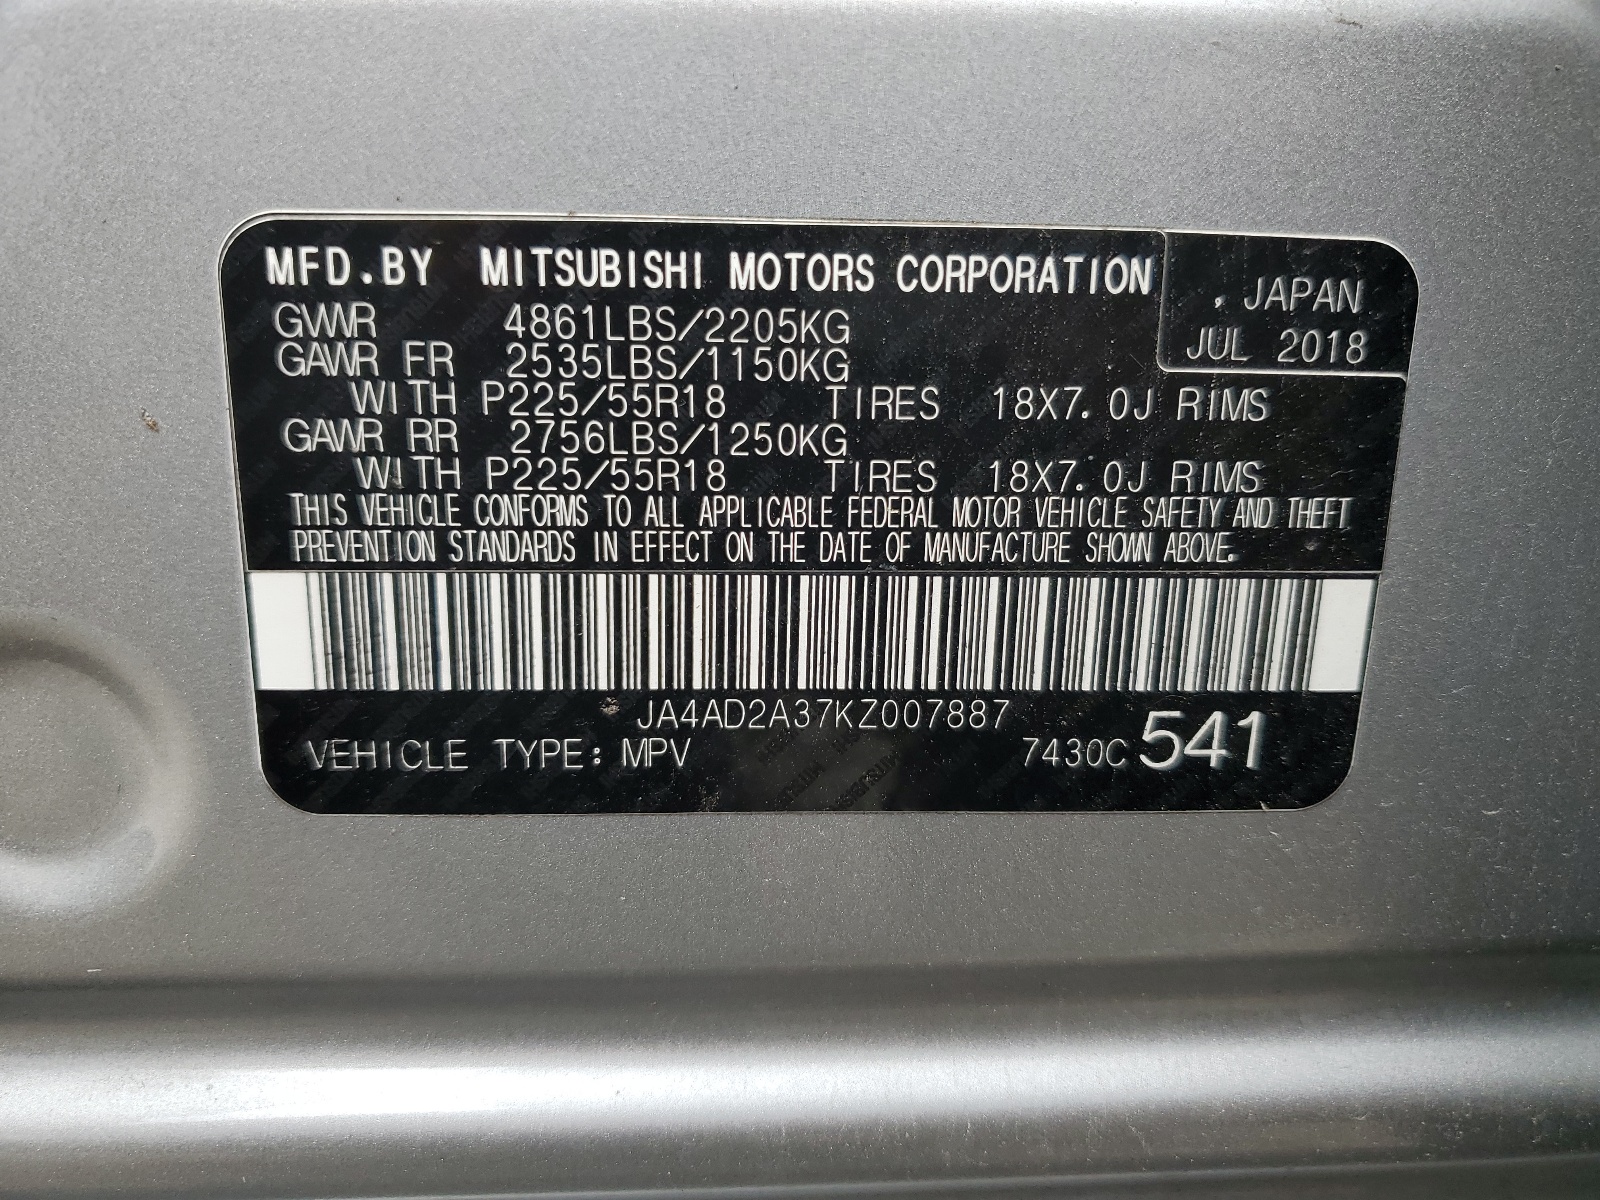 MFD.BY MITSUBISHI MOTORS CORPORATION
, JAPAN
JUL 2018
GVWR 4861LBS/2205KG
GAWR FR 2535LBS/1150KG
WITH P225/55R18 TIRES 18X7.0J RIMS
GAWR RR 2756LBS/1250KG
WITH P225/55R18 TIRES 18X7.0J RIMS
THIS VEHICLE CONFORMS TO ALL APPLICABLE FEDERAL MOTOR VEHICLE SAFETY AND THEFT
PREVENTION STANDARDS IN EFFECT ON THE DATE OF MANUFACTURE SHOWN ABOVE.
JA4AD2A37KZ007887
VEHICLE TYPE: MPV 7430C 541